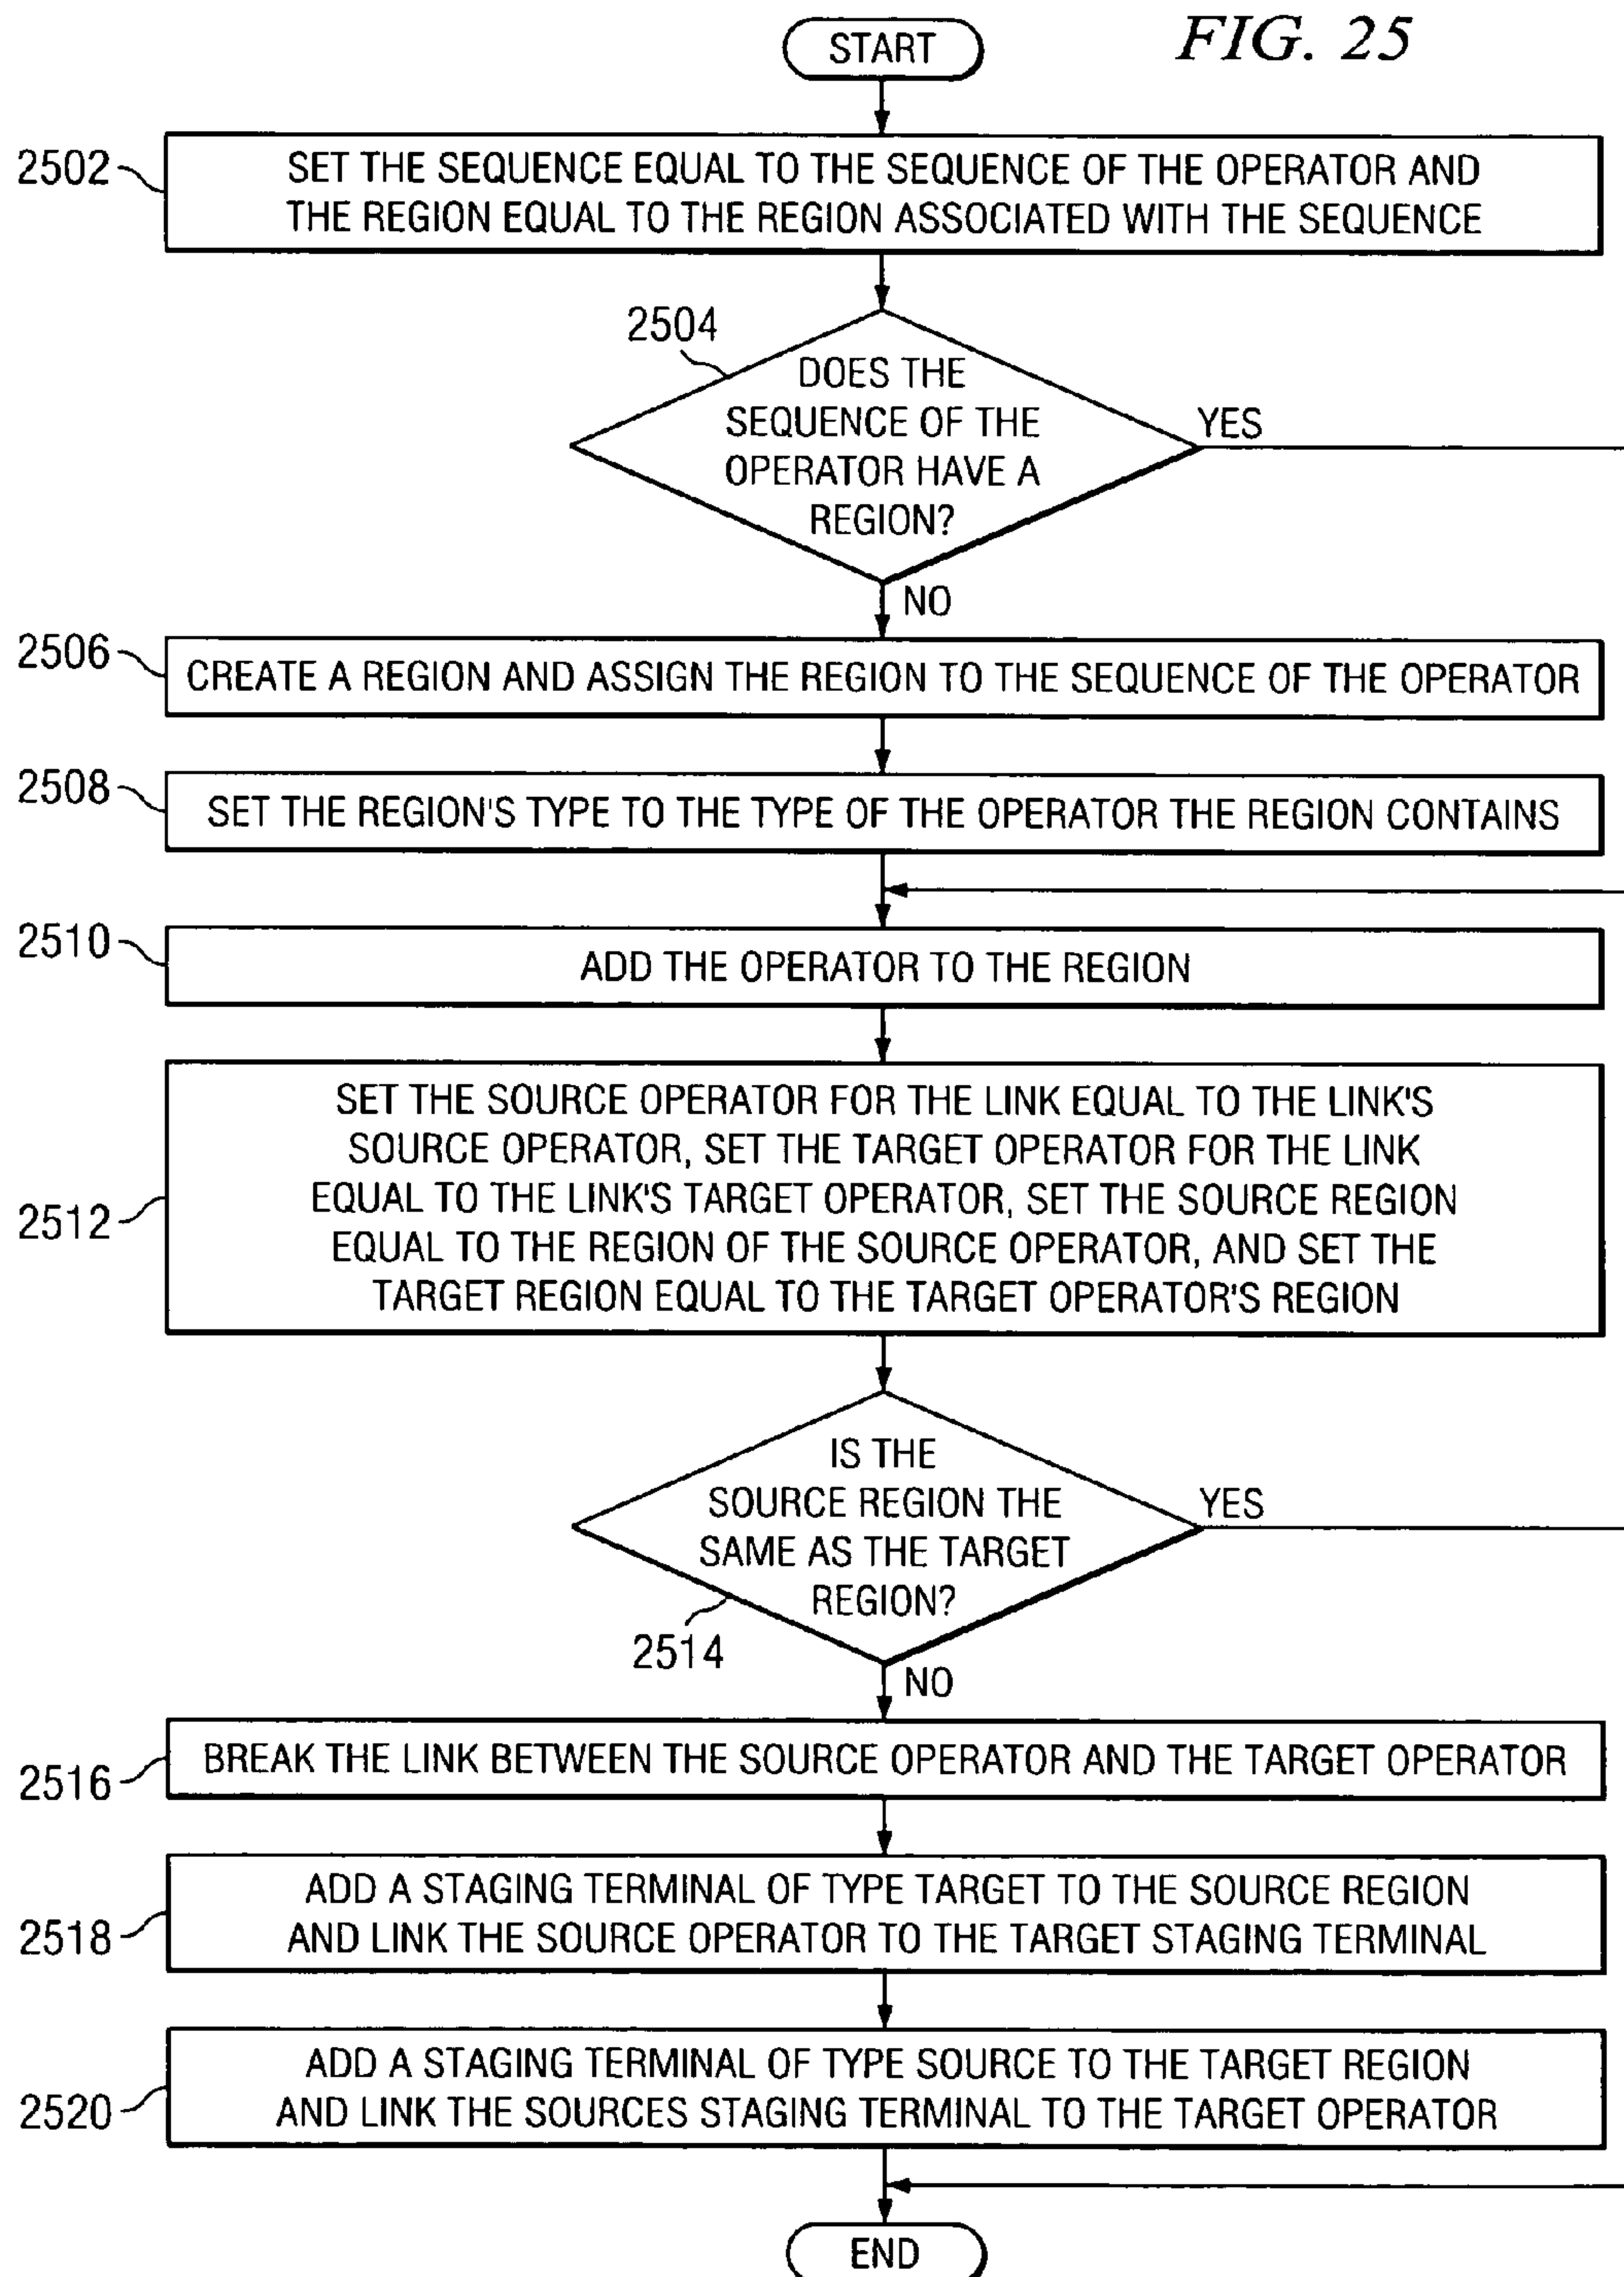 FIG. 25
START
2502
SET THE SEQUENCE EQUAL TO THE SEQUENCE OF THE OPERATOR AND
THE REGION EQUAL TO THE REGION ASSOCIATED WITH THE SEQUENCE
2504
DOES THE
SEQUENCE OF THE
OPERATOR HAVE A
REGION?
YES
NO
2506
CREATE A REGION AND ASSIGN THE REGION TO THE SEQUENCE OF THE OPERATOR
2508
SET THE REGION'S TYPE TO THE TYPE OF THE OPERATOR THE REGION CONTAINS
2510
ADD THE OPERATOR TO THE REGION
2512
SET THE SOURCE OPERATOR FOR THE LINK EQUAL TO THE LINK'S
SOURCE OPERATOR, SET THE TARGET OPERATOR FOR THE LINK
EQUAL TO THE LINK'S TARGET OPERATOR, SET THE SOURCE REGION
EQUAL TO THE REGION OF THE SOURCE OPERATOR, AND SET THE
TARGET REGION EQUAL TO THE TARGET OPERATOR'S REGION
IS THE
SOURCE REGION THE
SAME AS THE TARGET
REGION?
YES
2514
NO
2516
BREAK THE LINK BETWEEN THE SOURCE OPERATOR AND THE TARGET OPERATOR
2518
ADD A STAGING TERMINAL OF TYPE TARGET TO THE SOURCE REGION
AND LINK THE SOURCE OPERATOR TO THE TARGET STAGING TERMINAL
2520
ADD A STAGING TERMINAL OF TYPE SOURCE TO THE TARGET REGION
AND LINK THE SOURCES STAGING TERMINAL TO THE TARGET OPERATOR
END